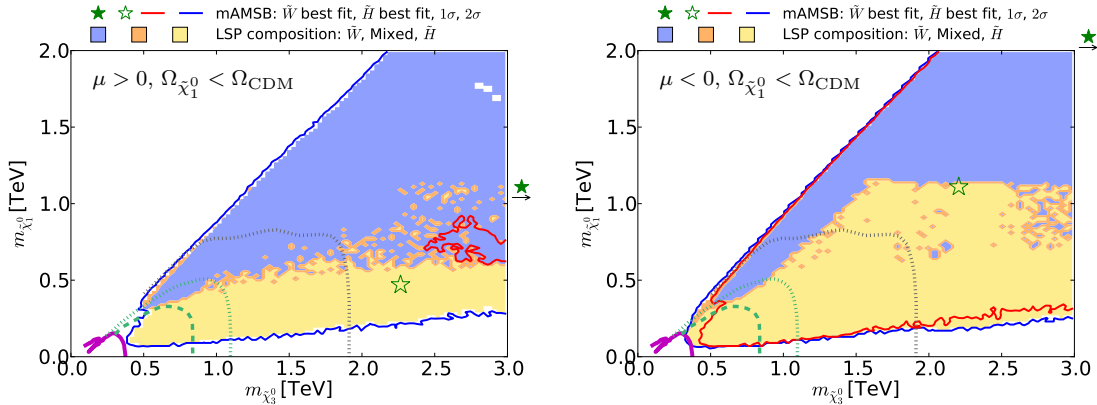 mAMSB: W̃ best fit, H̃ best fit, 1σ, 2σ
LSP composition: W̃, Mixed, H̃
μ > 0, Ω_χ̃₁⁰ < Ω_CDM
2.0
1.5
1.0
0.5
0.0
0.0 0.5 1.0 1.5 2.0 2.5 3.0
m_χ̃₃⁰ [TeV]
m_χ̃₁⁰ [TeV]
mAMSB: W̃ best fit, H̃ best fit, 1σ, 2σ
LSP composition: W̃, Mixed, H̃
μ < 0, Ω_χ̃₁⁰ < Ω_CDM
2.0
1.5
1.0
0.5
0.0
0.0 0.5 1.0 1.5 2.0 2.5 3.0
m_χ̃₃⁰ [TeV]
m_χ̃₁⁰ [TeV]